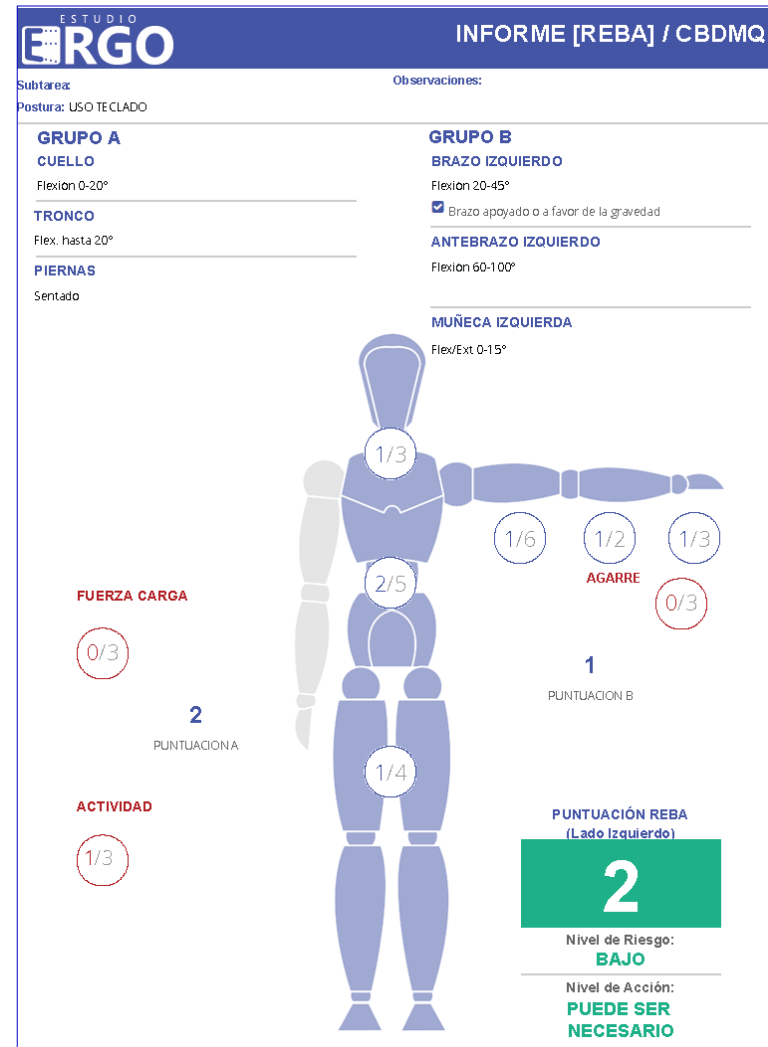 ESTUDIO
ERGO
INFORME [REBA] / CBDMQ
Subtarea:
Observaciones:
Postura: USO TECLADO
GRUPO A
CUELLO
Flexión 0-20°
TRONCO
Flex. hasta 20°
PIERNAS
Sentado
GRUPO B
BRAZO IZQUIERDO
Flexión 20-45°
Brazo apoyado o a favor de la gravedad
ANTEBRAZO IZQUIERDO
Flexión 60-100°
MUÑECA IZQUIERDA
Flex/Ext 0-15°
1/3
1/6
1/2
1/3
AGARRE
0/3
2/5
FUERZA CARGA
0/3
1
PUNTUACION B
2
PUNTUACION A
1/4
ACTIVIDAD
1/3
PUNTUACIÓN REBA
(Lado Izquierdo)
2
Nivel de Riesgo:
BAJO
Nivel de Acción:
PUEDE SER
NECESARIO